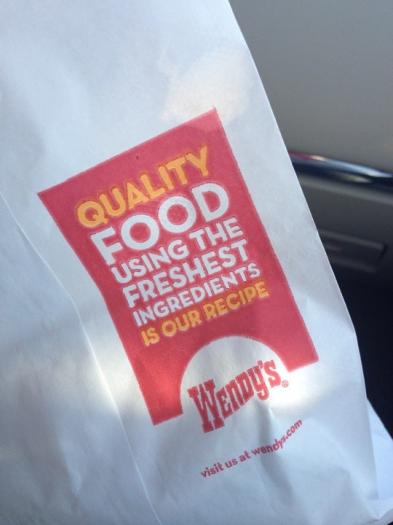 QUALITY
FOOD
USING THE
FRESHEST
INGREDIENTS
IS OUR RECIPE
WENDY'S®
visit us at wendys.com